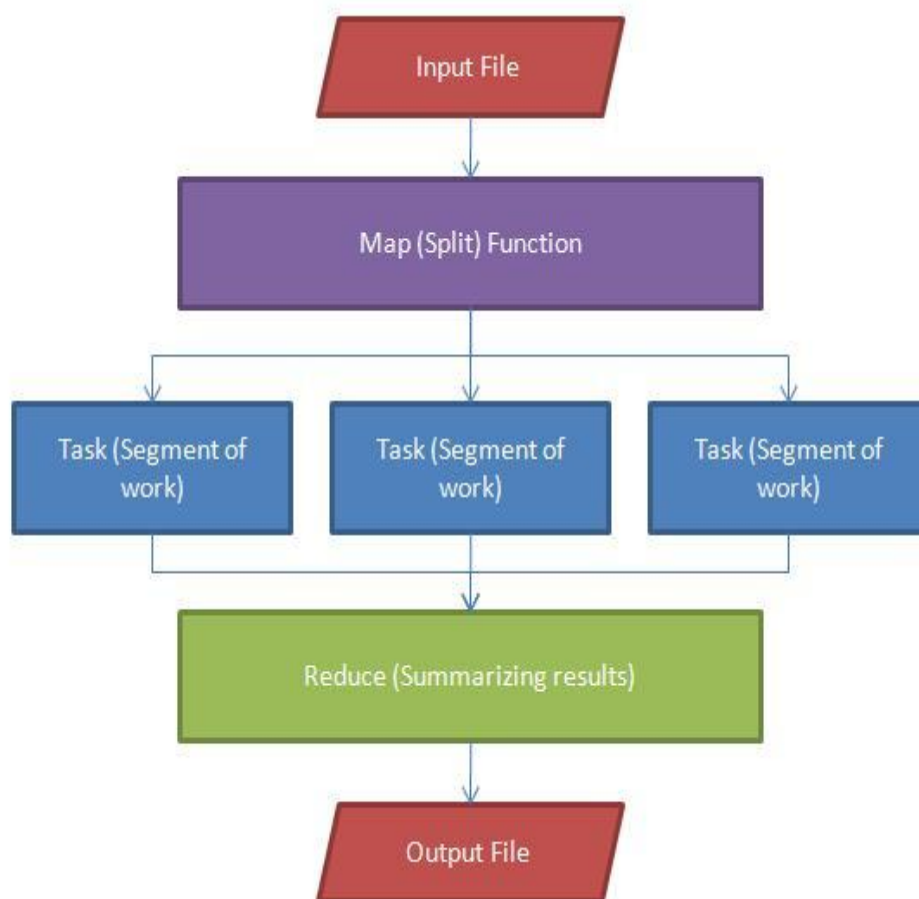 Input File
Map (Split) Function
Task (Segment of
work)
Task (Segment of
work)
Task (Segment of
work)
Reduce (Summarizing results)
Output File